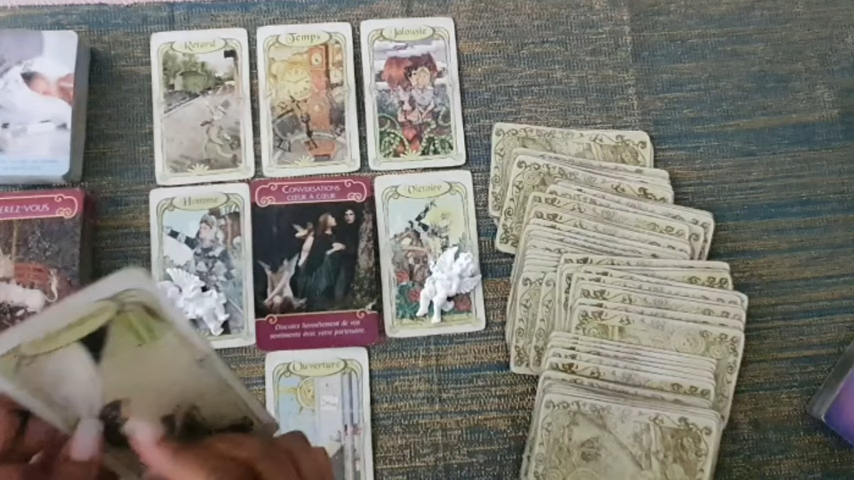 Retard
Temps
Jalousie
Homme
CONVERSATIONS
CŒUR À CŒUR
Victoire
Discutez honnêtement de vos
sentiments avec votre partenaire
Ouverture